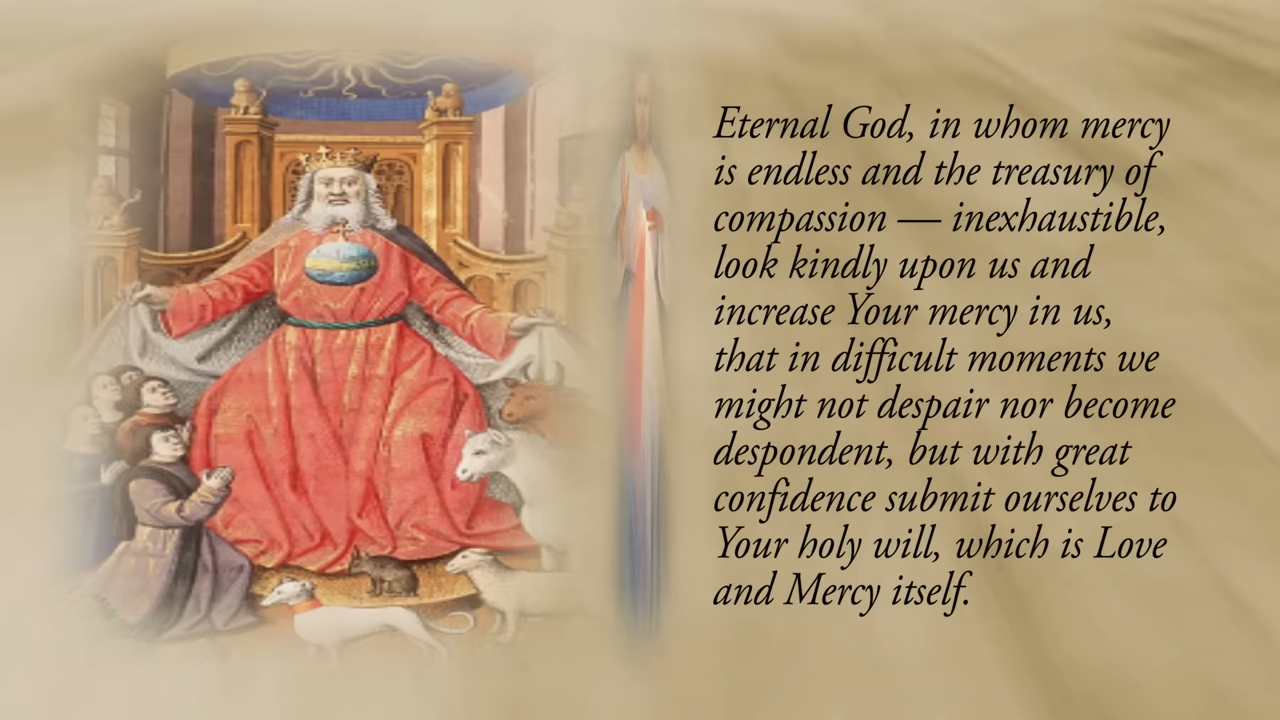 Eternal God, in whom mercy
is endless and the treasury of
compassion — inexhaustible,
look kindly upon us and
increase Your mercy in us,
that in difficult moments we
might not despair nor become
despondent, but with great
confidence submit ourselves to
Your holy will, which is Love
and Mercy itself.